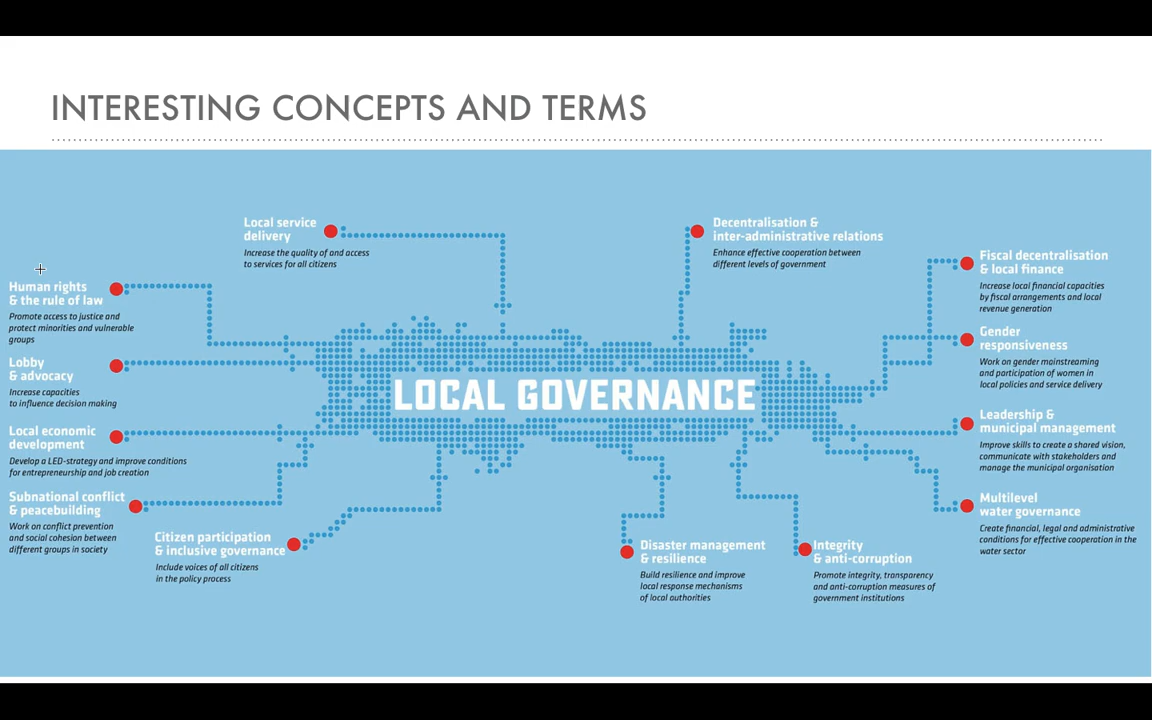 INTERESTING CONCEPTS AND TERMS
Local service
delivery
Increase the quality of and access
to services for all citizens
Decentralisation &
inter-administrative relations
Enhance effective cooperation between
different levels of government
Human rights
& the rule of law
Promote access to justice and
protect minorities and vulnerable
groups
Lobby
& advocacy
Increase capacities
to influence decision making
Local economic
development
Develop a LED-strategy and improve conditions
for entrepreneurship and job creation
Subnational conflict
& peacebuilding
Work on conflict prevention
and social cohesion between
different groups in society
Citizen participation
& inclusive governance
Include voices of all citizens
in the policy process
LOCAL GOVERNANCE
Disaster management
& resilience
Build resilience and improve
local response mechanisms
of local authorities
Integrity
& anti-corruption
Promote integrity, transparency
and anti-corruption measures of
government institutions
Fiscal decentralisation
& local finance
Increase local financial capacities
by fiscal arrangements and local
revenue generation
Gender
responsiveness
Work on gender mainstreaming
and participation of women in
local policies and service delivery
Leadership &
municipal management
Improve skills to create a shared vision,
communicate with stakeholders and
manage the municipal organisation
Multilevel
water governance
Create financial, legal and administrative
conditions for effective cooperation in the
water sector